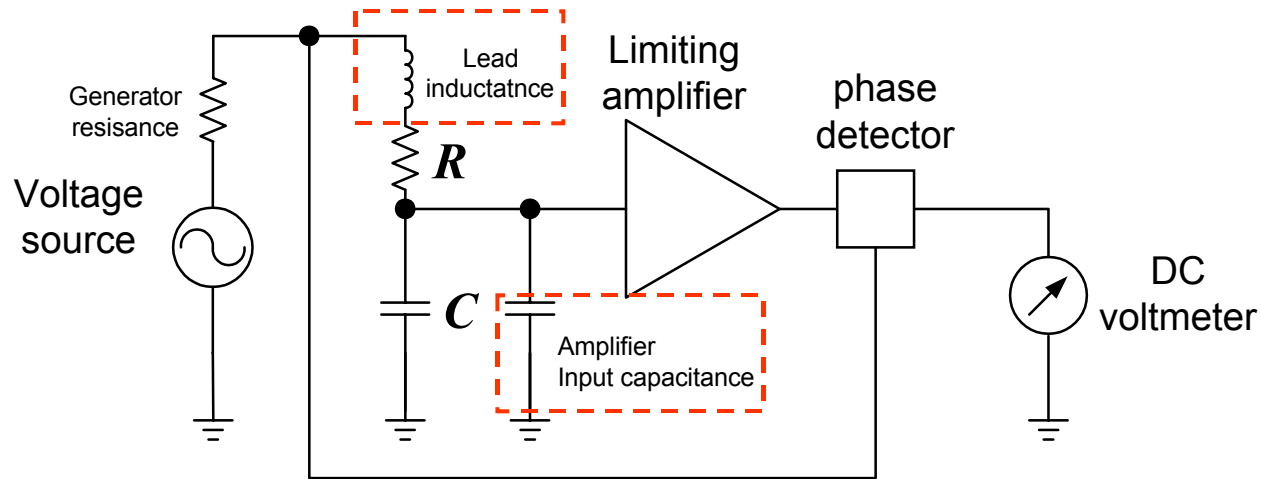 Generator
resisance
Voltage
source
Lead
inductatnce
R
C
Amplifier
Input capacitance
Limiting
amplifier
phase
detector
DC
voltmeter